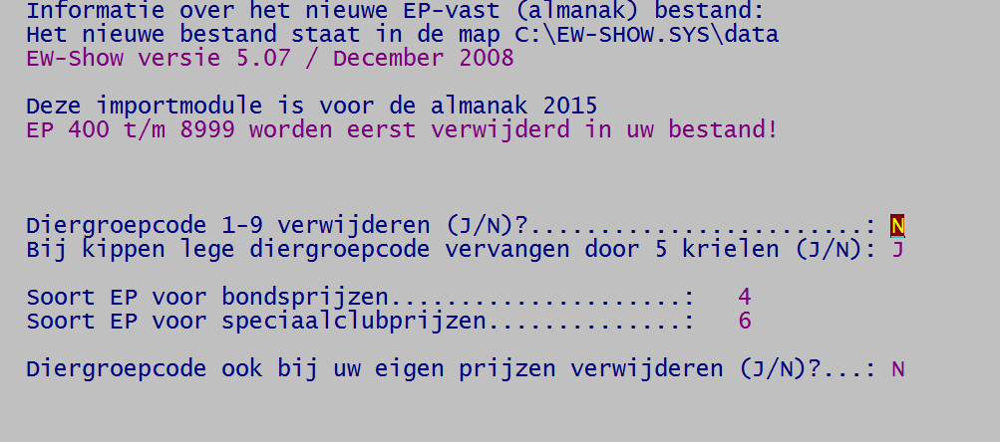 Informatie over het nieuwe EP-vast (almanak) bestand:
Het nieuwe bestand staat in de map C:\EW-SHOW.SYS\data
EW-Show versie 5.07 / December 2008
Deze importmodule is voor de almanak 2015
EP 400 t/m 8999 worden eerst verwijderd in uw bestand!
Diergroepcode 1-9 verwijderen (J/N)?........................: N
Bij kippen lege diergroepcode vervangen door 5 krielen (J/N): J
Soort EP voor bondsprijzen.....................: 4
Soort EP voor speciaalclubprijzen..............: 6
Diergroepcode ook bij uw eigen prijzen verwijderen (J/N)?...: N